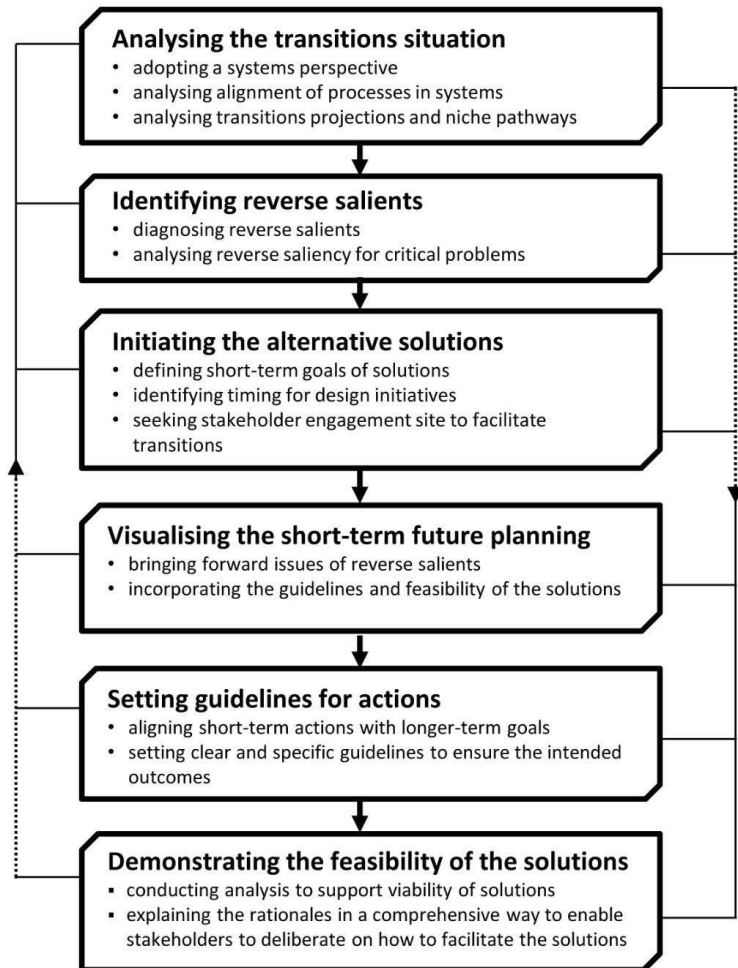 Analysing the transitions situation
• adopting a systems perspective
• analysing alignment of processes in systems
• analysing transitions projections and niche pathways
Identifying reverse salients
• diagnosing reverse salients
• analysing reverse saliency for critical problems
Initiating the alternative solutions
• defining short-term goals of solutions
• identifying timing for design initiatives
• seeking stakeholder engagement site to facilitate
transitions
Visualising the short-term future planning
• bringing forward issues of reverse salients
• incorporating the guidelines and feasibility of the solutions
Setting guidelines for actions
• aligning short-term actions with longer-term goals
• setting clear and specific guidelines to ensure the intended
outcomes
Demonstrating the feasibility of the solutions
▪ conducting analysis to support viability of solutions
▪ explaining the rationales in a comprehensive way to enable
stakeholders to deliberate on how to facilitate the solutions